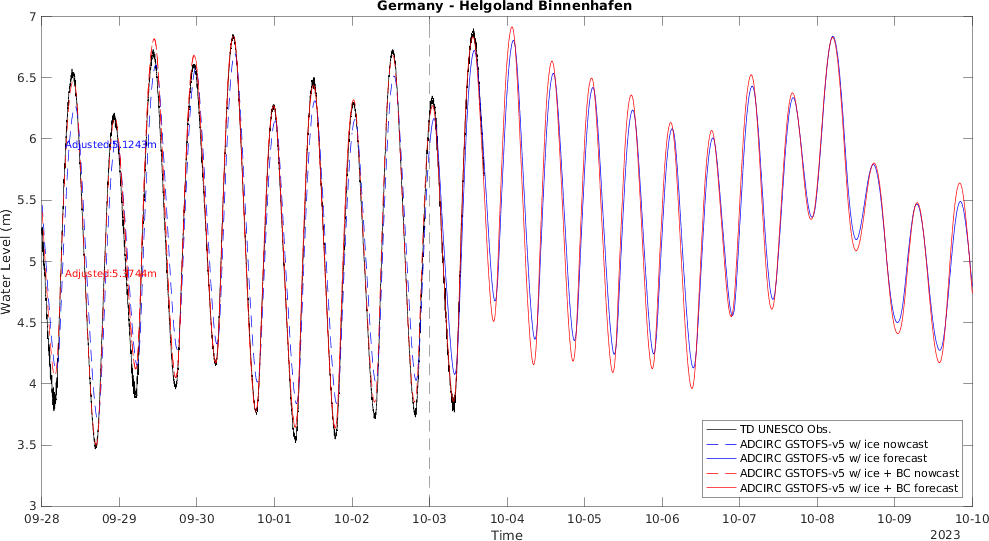 Germany - Helgoland Binnenhafen
7
6.5
6
5.5
5
4.5
4
3.5
3
Water Level (m)
Adjusted:5.1243m
Adjusted:5.3744m
TD UNESCO Obs.
ADCIRC GSTOFS-v5 w/ ice nowcast
ADCIRC GSTOFS-v5 w/ ice forecast
ADCIRC GSTOFS-v5 w/ ice + BC nowcast
ADCIRC GSTOFS-v5 w/ ice + BC forecast
09-28 09-29 09-30 10-01 10-02 10-03 10-04 10-05 10-06 10-07 10-08 10-09 10-10
Time
2023